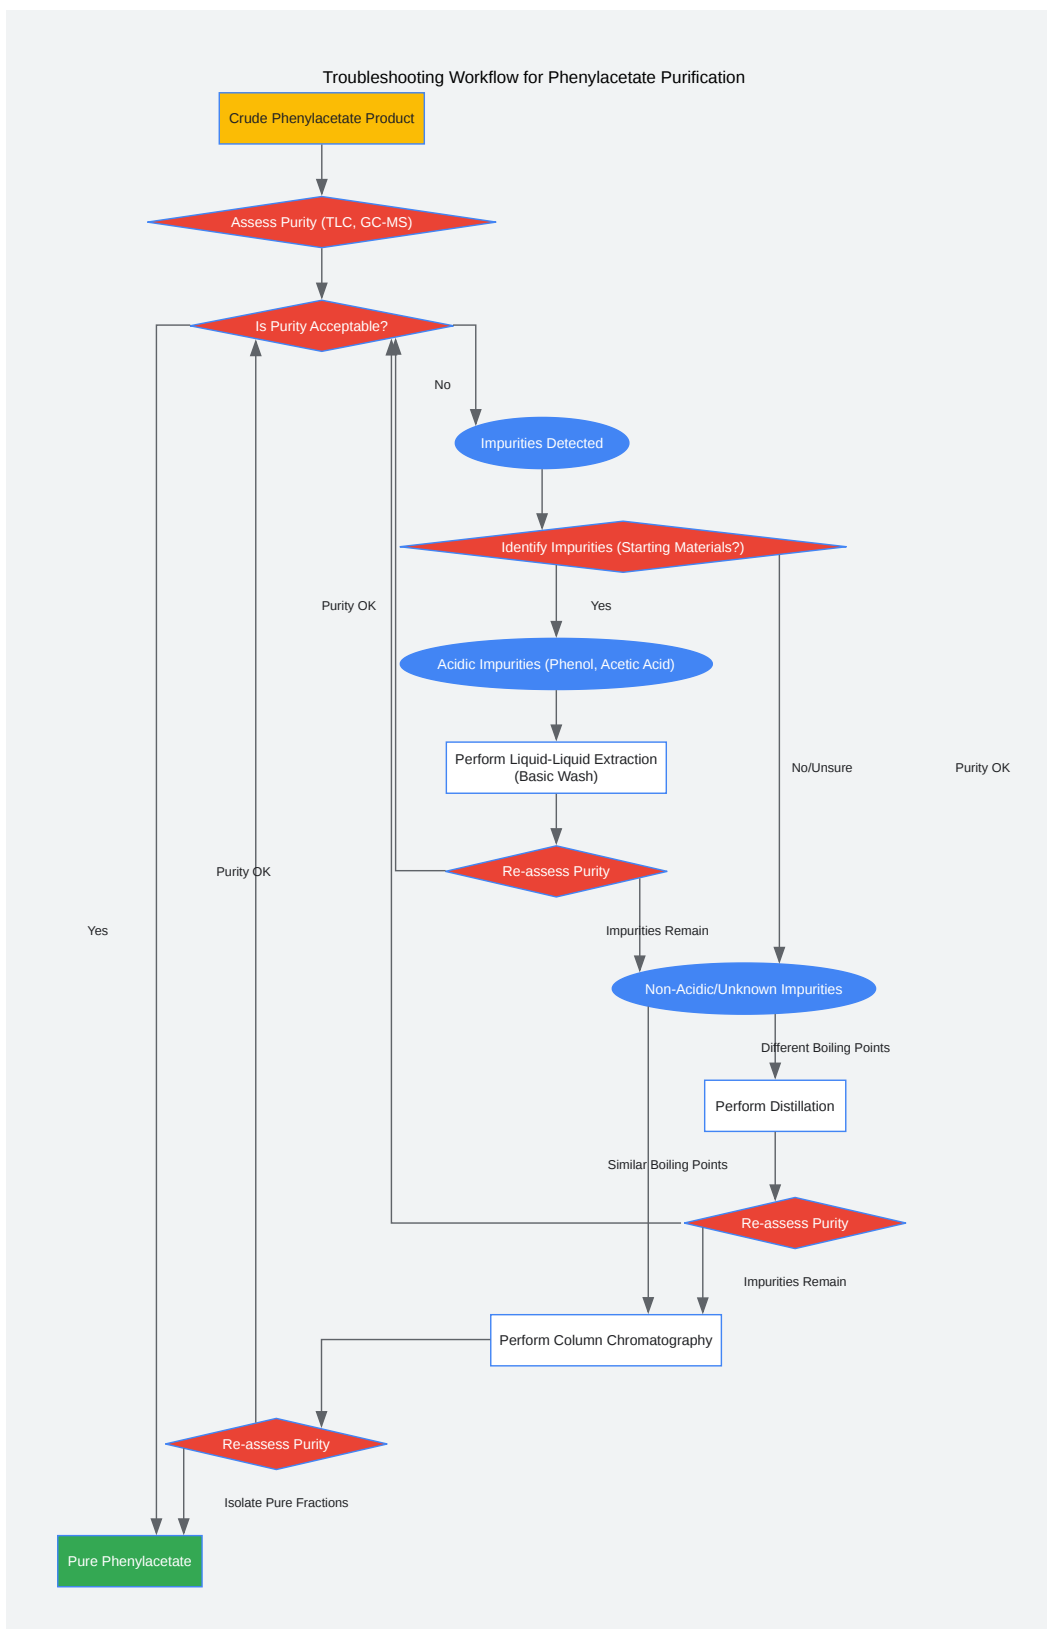 Troubleshooting Workflow for Phenylacetate Purification
Crude Phenylacetate Product
Assess Purity (TLC, GC-MS)
Is Purity Acceptable?
No
Impurities Detected
Identify Impurities (Starting Materials?)
Purity OK
Yes
Acidic Impurities (Phenol, Acetic Acid)
Perform Liquid-Liquid Extraction
(Basic Wash)
No/Unsure
Purity OK
Purity OK
Re-assess Purity
Yes
Impurities Remain
Non-Acidic/Unknown Impurities
Different Boiling Points
Perform Distillation
Similar Boiling Points
Re-assess Purity
Impurities Remain
Perform Column Chromatography
Re-assess Purity
Isolate Pure Fractions
Pure Phenylacetate